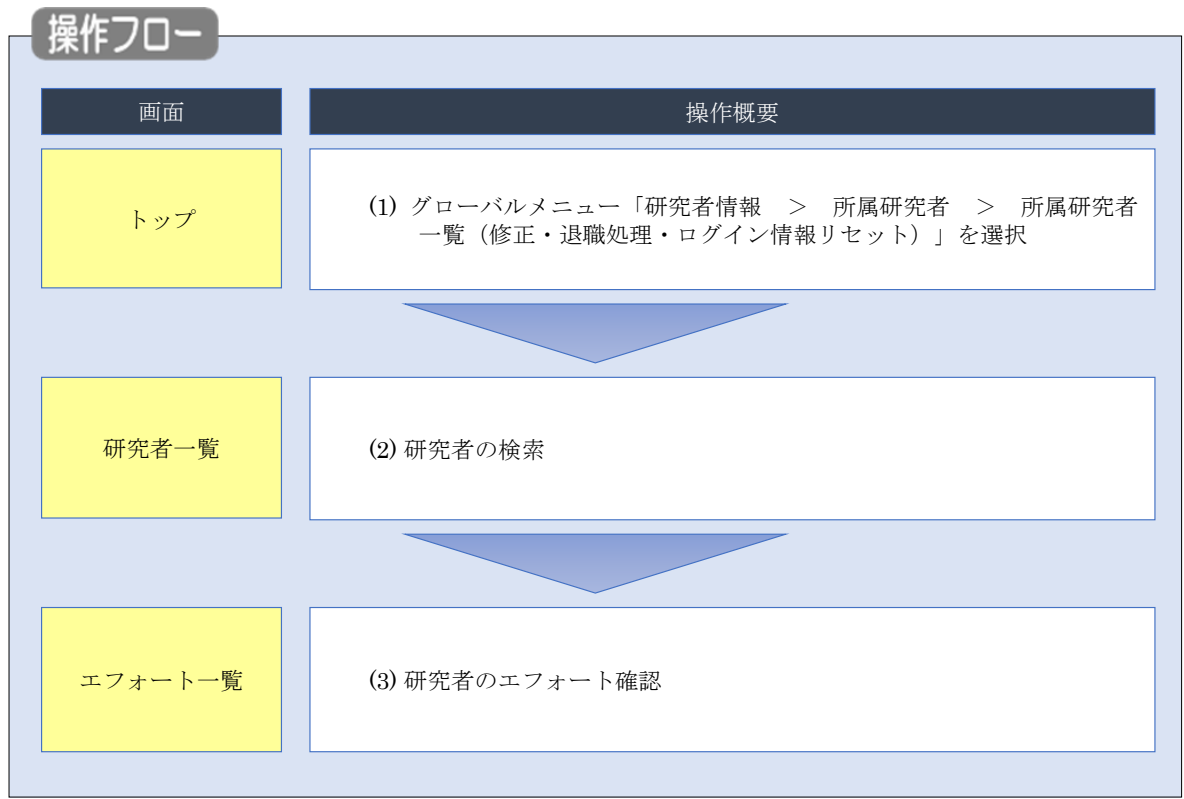 操作フロー
画面
操作概要
トップ
(1) グローバルメニュー「研究者情報　＞　所属研究者　＞　所属研究者
一覧（修正・退職処理・ログイン情報リセット）」を選択
研究者一覧
(2) 研究者の検索
エフォート一覧
(3) 研究者のエフォート確認